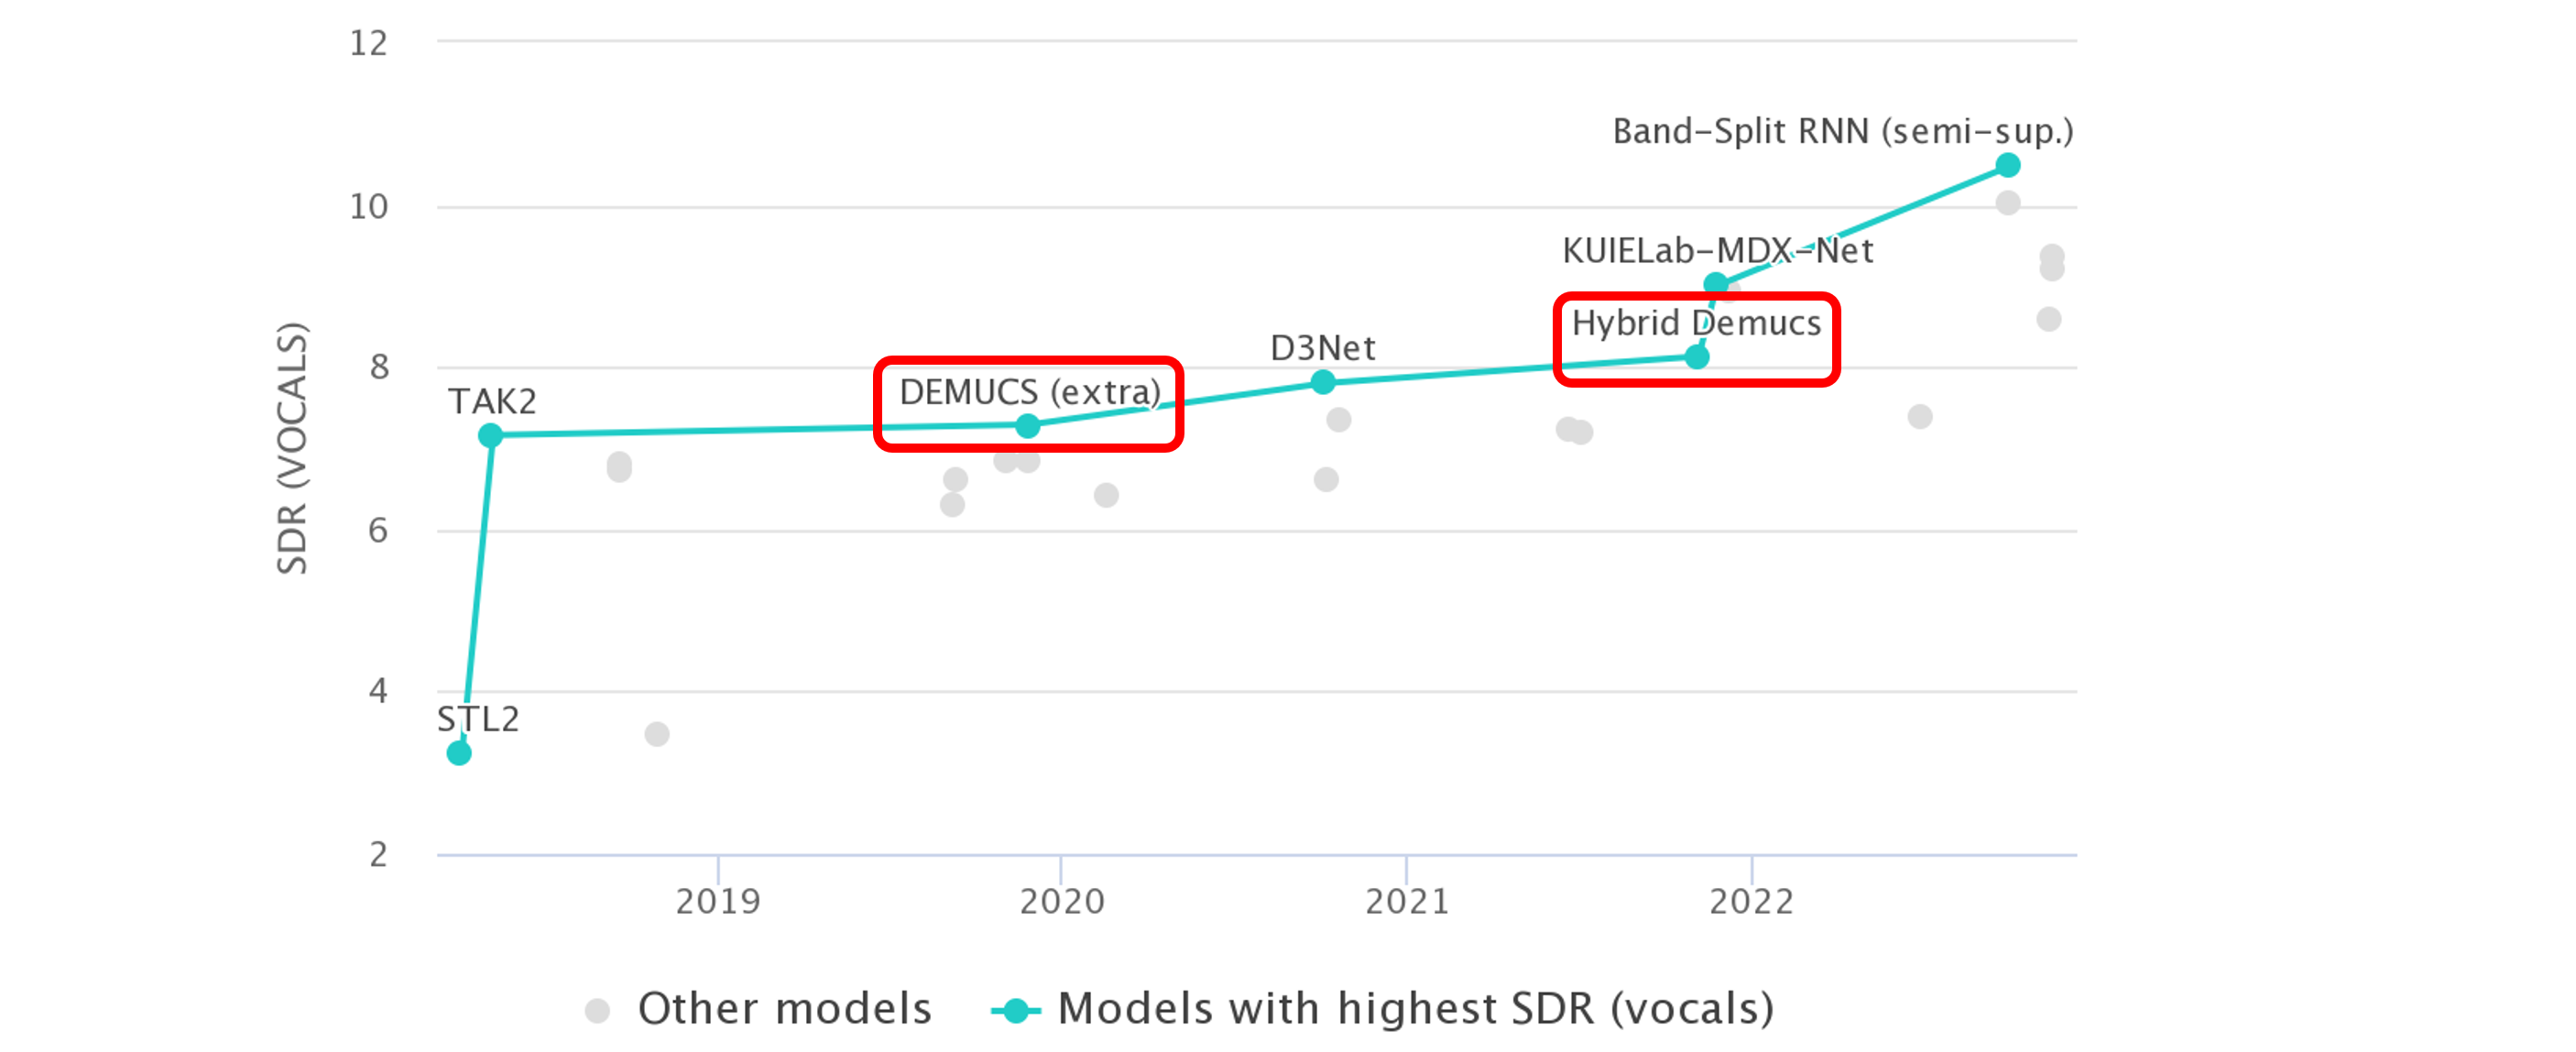 12
Band-Split RNN (semi-sup.)
10
KUIELab-MDX-Net
Hybrid Demucs
D3Net
8
DEMUCS (extra)
TAK2
SDR (VOCALS)
6
4
STL2
2
2019 2020 2021 2022
Other models Models with highest SDR (vocals)